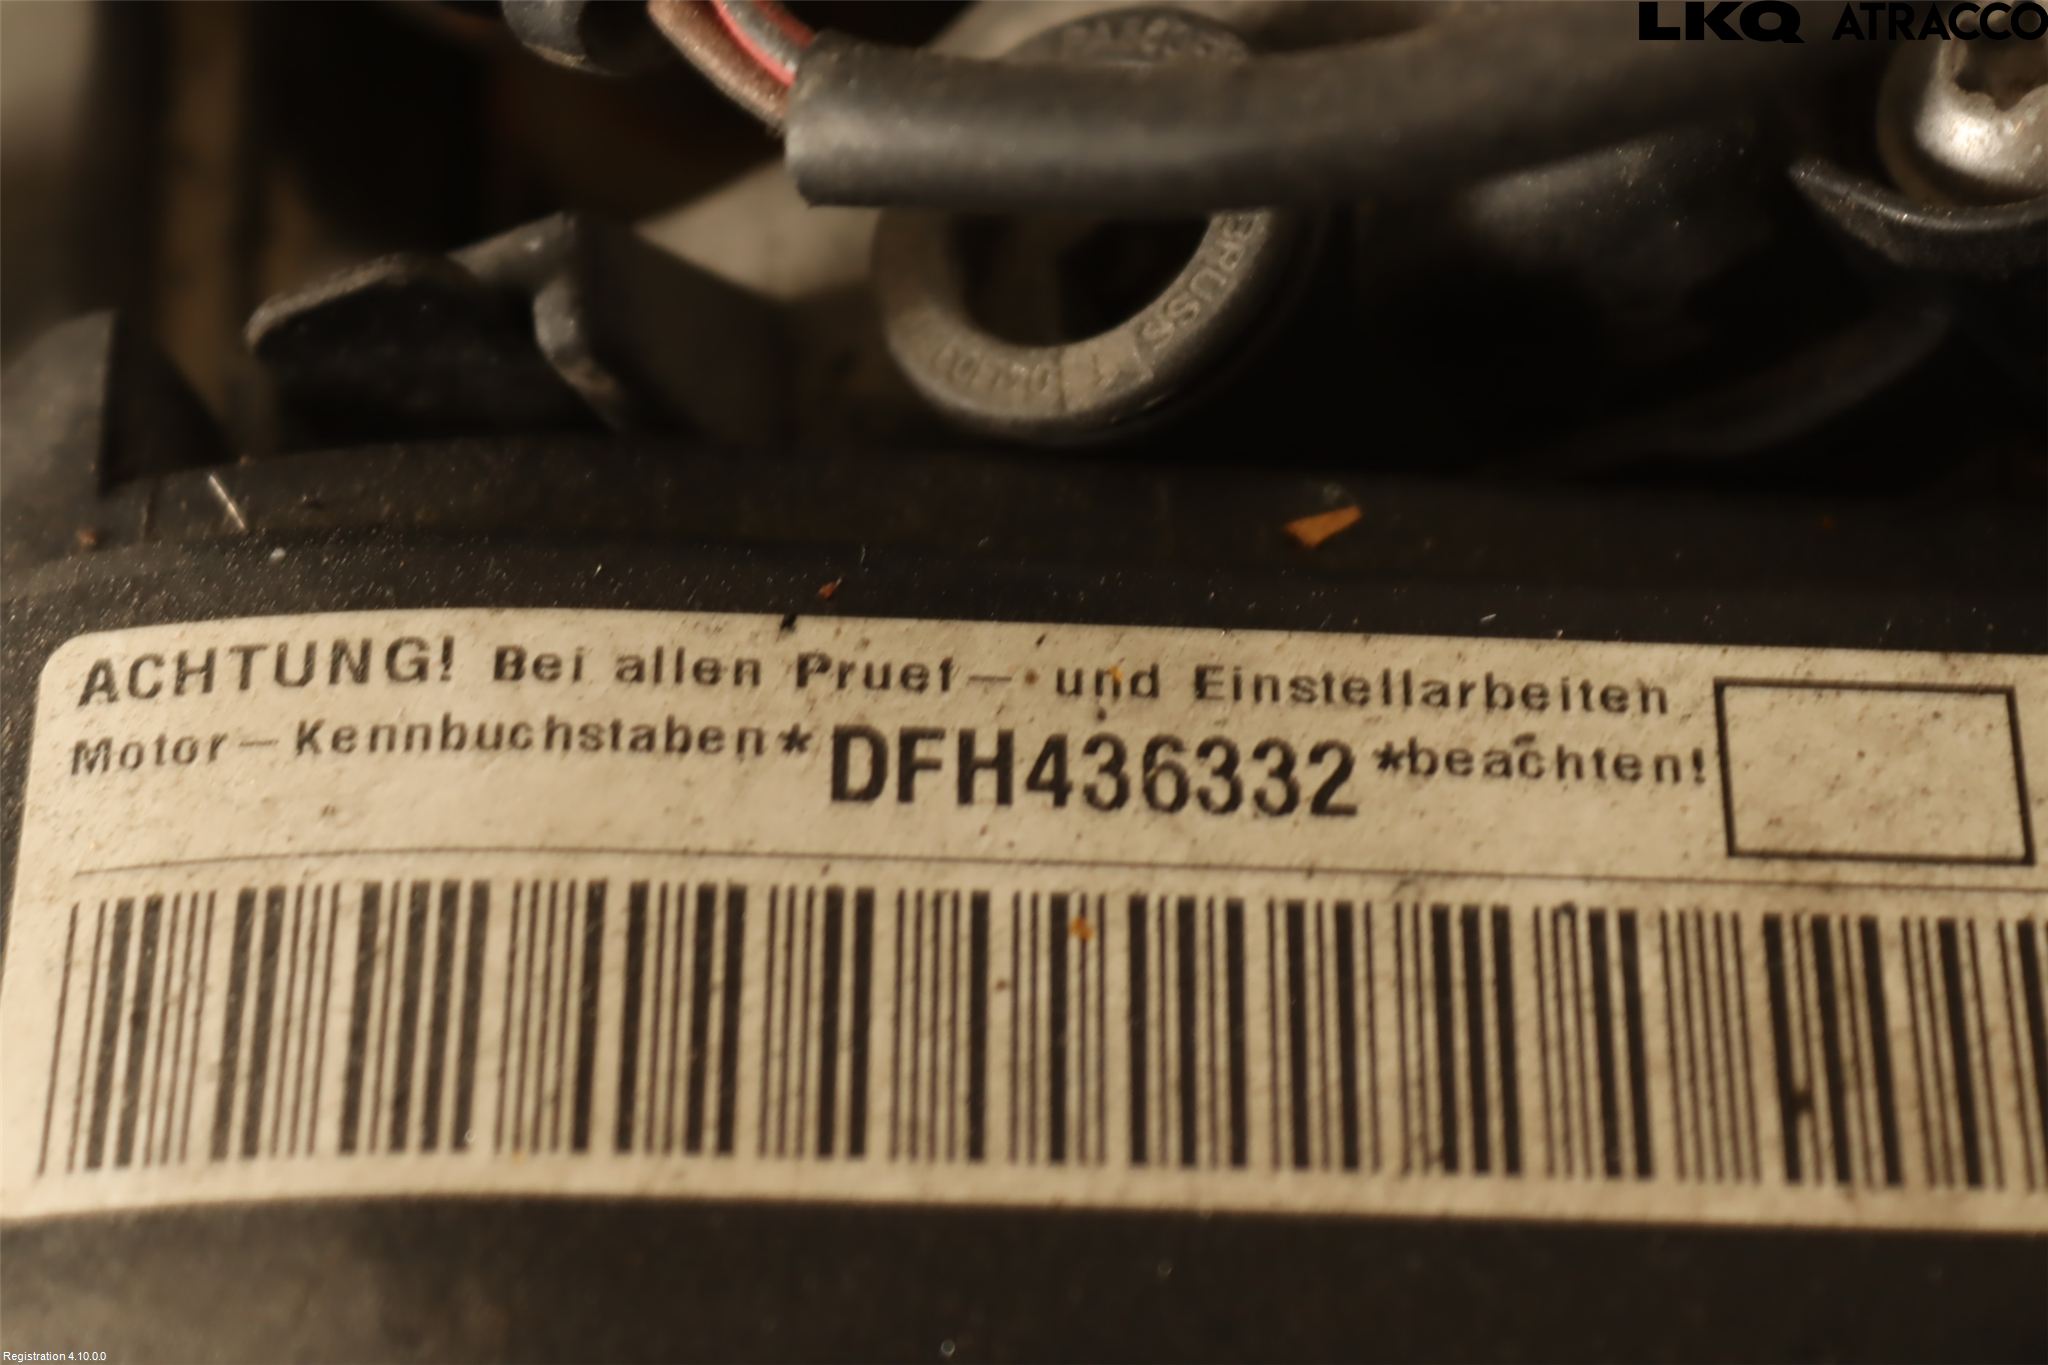 LKQ ATRACCO
ACHTUNG! Bei allen Pruef- und Einstellarbeiten
Motor-Kennbuchstaben*DFH436332*beachten!
Registration 4.10.0.0